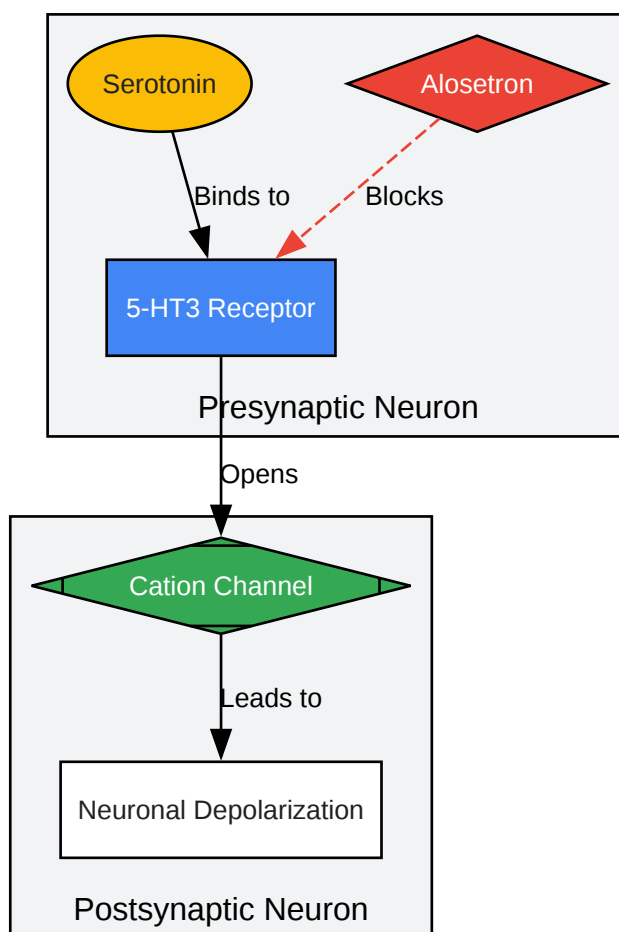 Serotonin
Alosetron
Binds to
Blocks
5-HT3 Receptor
Presynaptic Neuron
Opens
Cation Channel
Leads to
Neuronal Depolarization
Postsynaptic Neuron